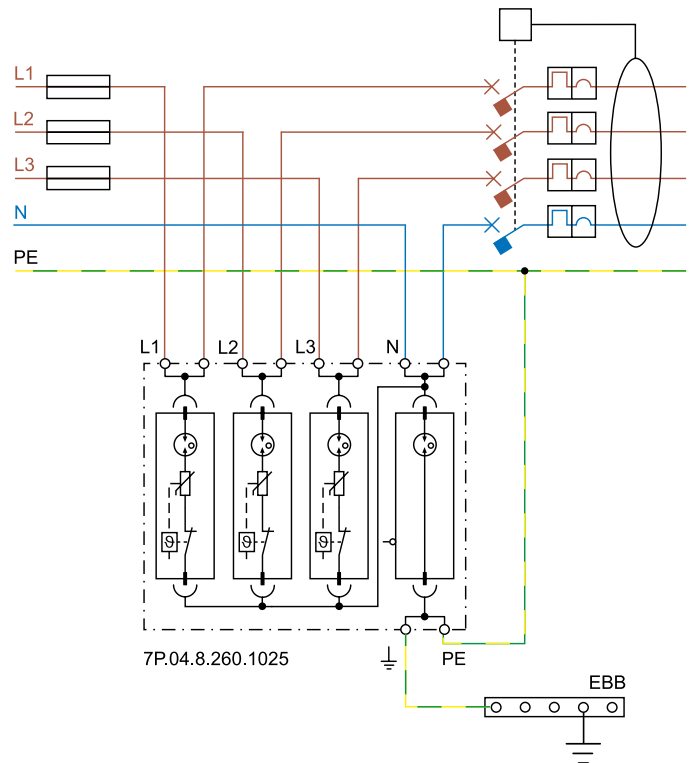 L1
L2
L3
N
PE
L1 L2 L3 N
ϑ ϑ ϑ
7P.04.8.260.1025 PE
EBB